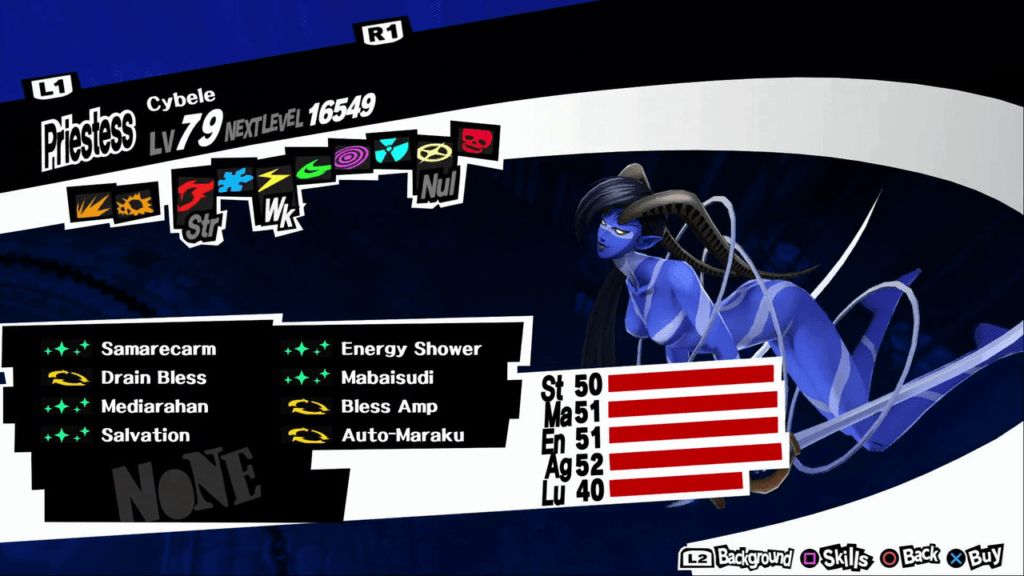 R1
L1
Cybele
Priestess LV 79 NEXT LEVEL 16549
Str Wk Nul
Samarecarm Energy Shower
Drain Bless Mabaisudi
Mediarahan Bless Amp
Salvation Auto-Maraku
NONE
St 50
Ma 51
En 51
Ag 52
Lu 40
L2 Background Skills Back Buy